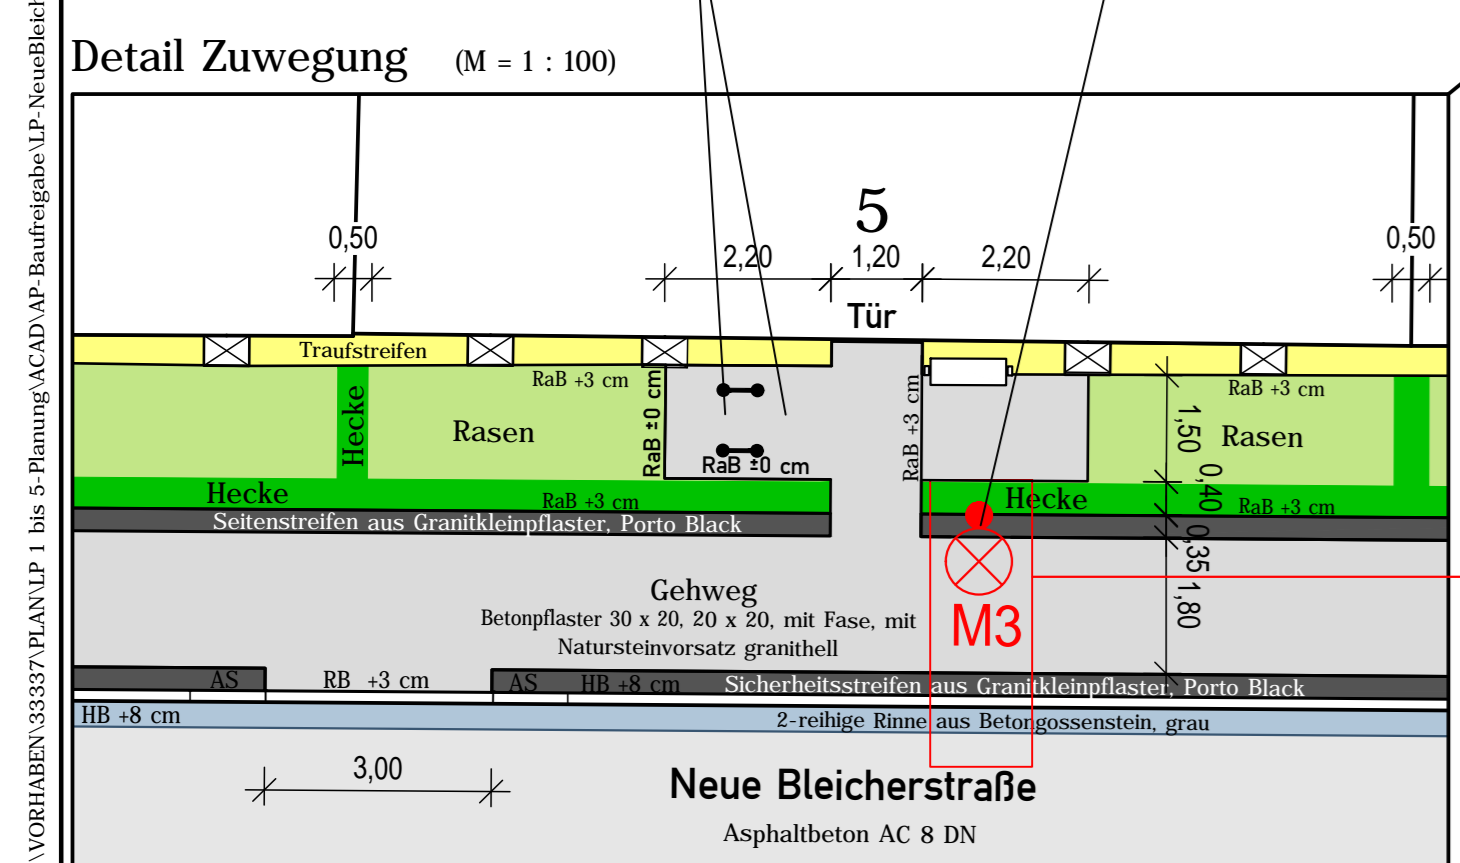 \VORHABEN\33337\PLAN\LP 1 bis 5-Planung\ACAD\AP-Baufreigabe\LP-NeueBleich
Detail Zuwegung (M = 1 : 100)
5
0,50
2,20
1,20
2,20
0,50
Tür
Traufstreifen
RaB +3 cm
RaB +3 cm
Hecke
Rasen
RaB ±0 cm
RaB ±0 cm
RaB +3 cm
1,50
Rasen
Hecke
RaB +3 cm
Hecke
0,40
RaB +3 cm
Seitenstreifen aus Granitkleinpflaster, Porto Black
0,35
Gehweg
Betonpflaster 30 x 20, 20 x 20, mit Fase, mit
Natursteinvorsatz granithell
M3
1,80
AS
RB +3 cm
AS
HB +8 cm
Sicherheitsstreifen aus Granitkleinpflaster, Porto Black
HB +8 cm
2-reihige Rinne aus Betongossenstein, grau
3,00
Neue Bleicherstraße
Asphaltbeton AC 8 DN